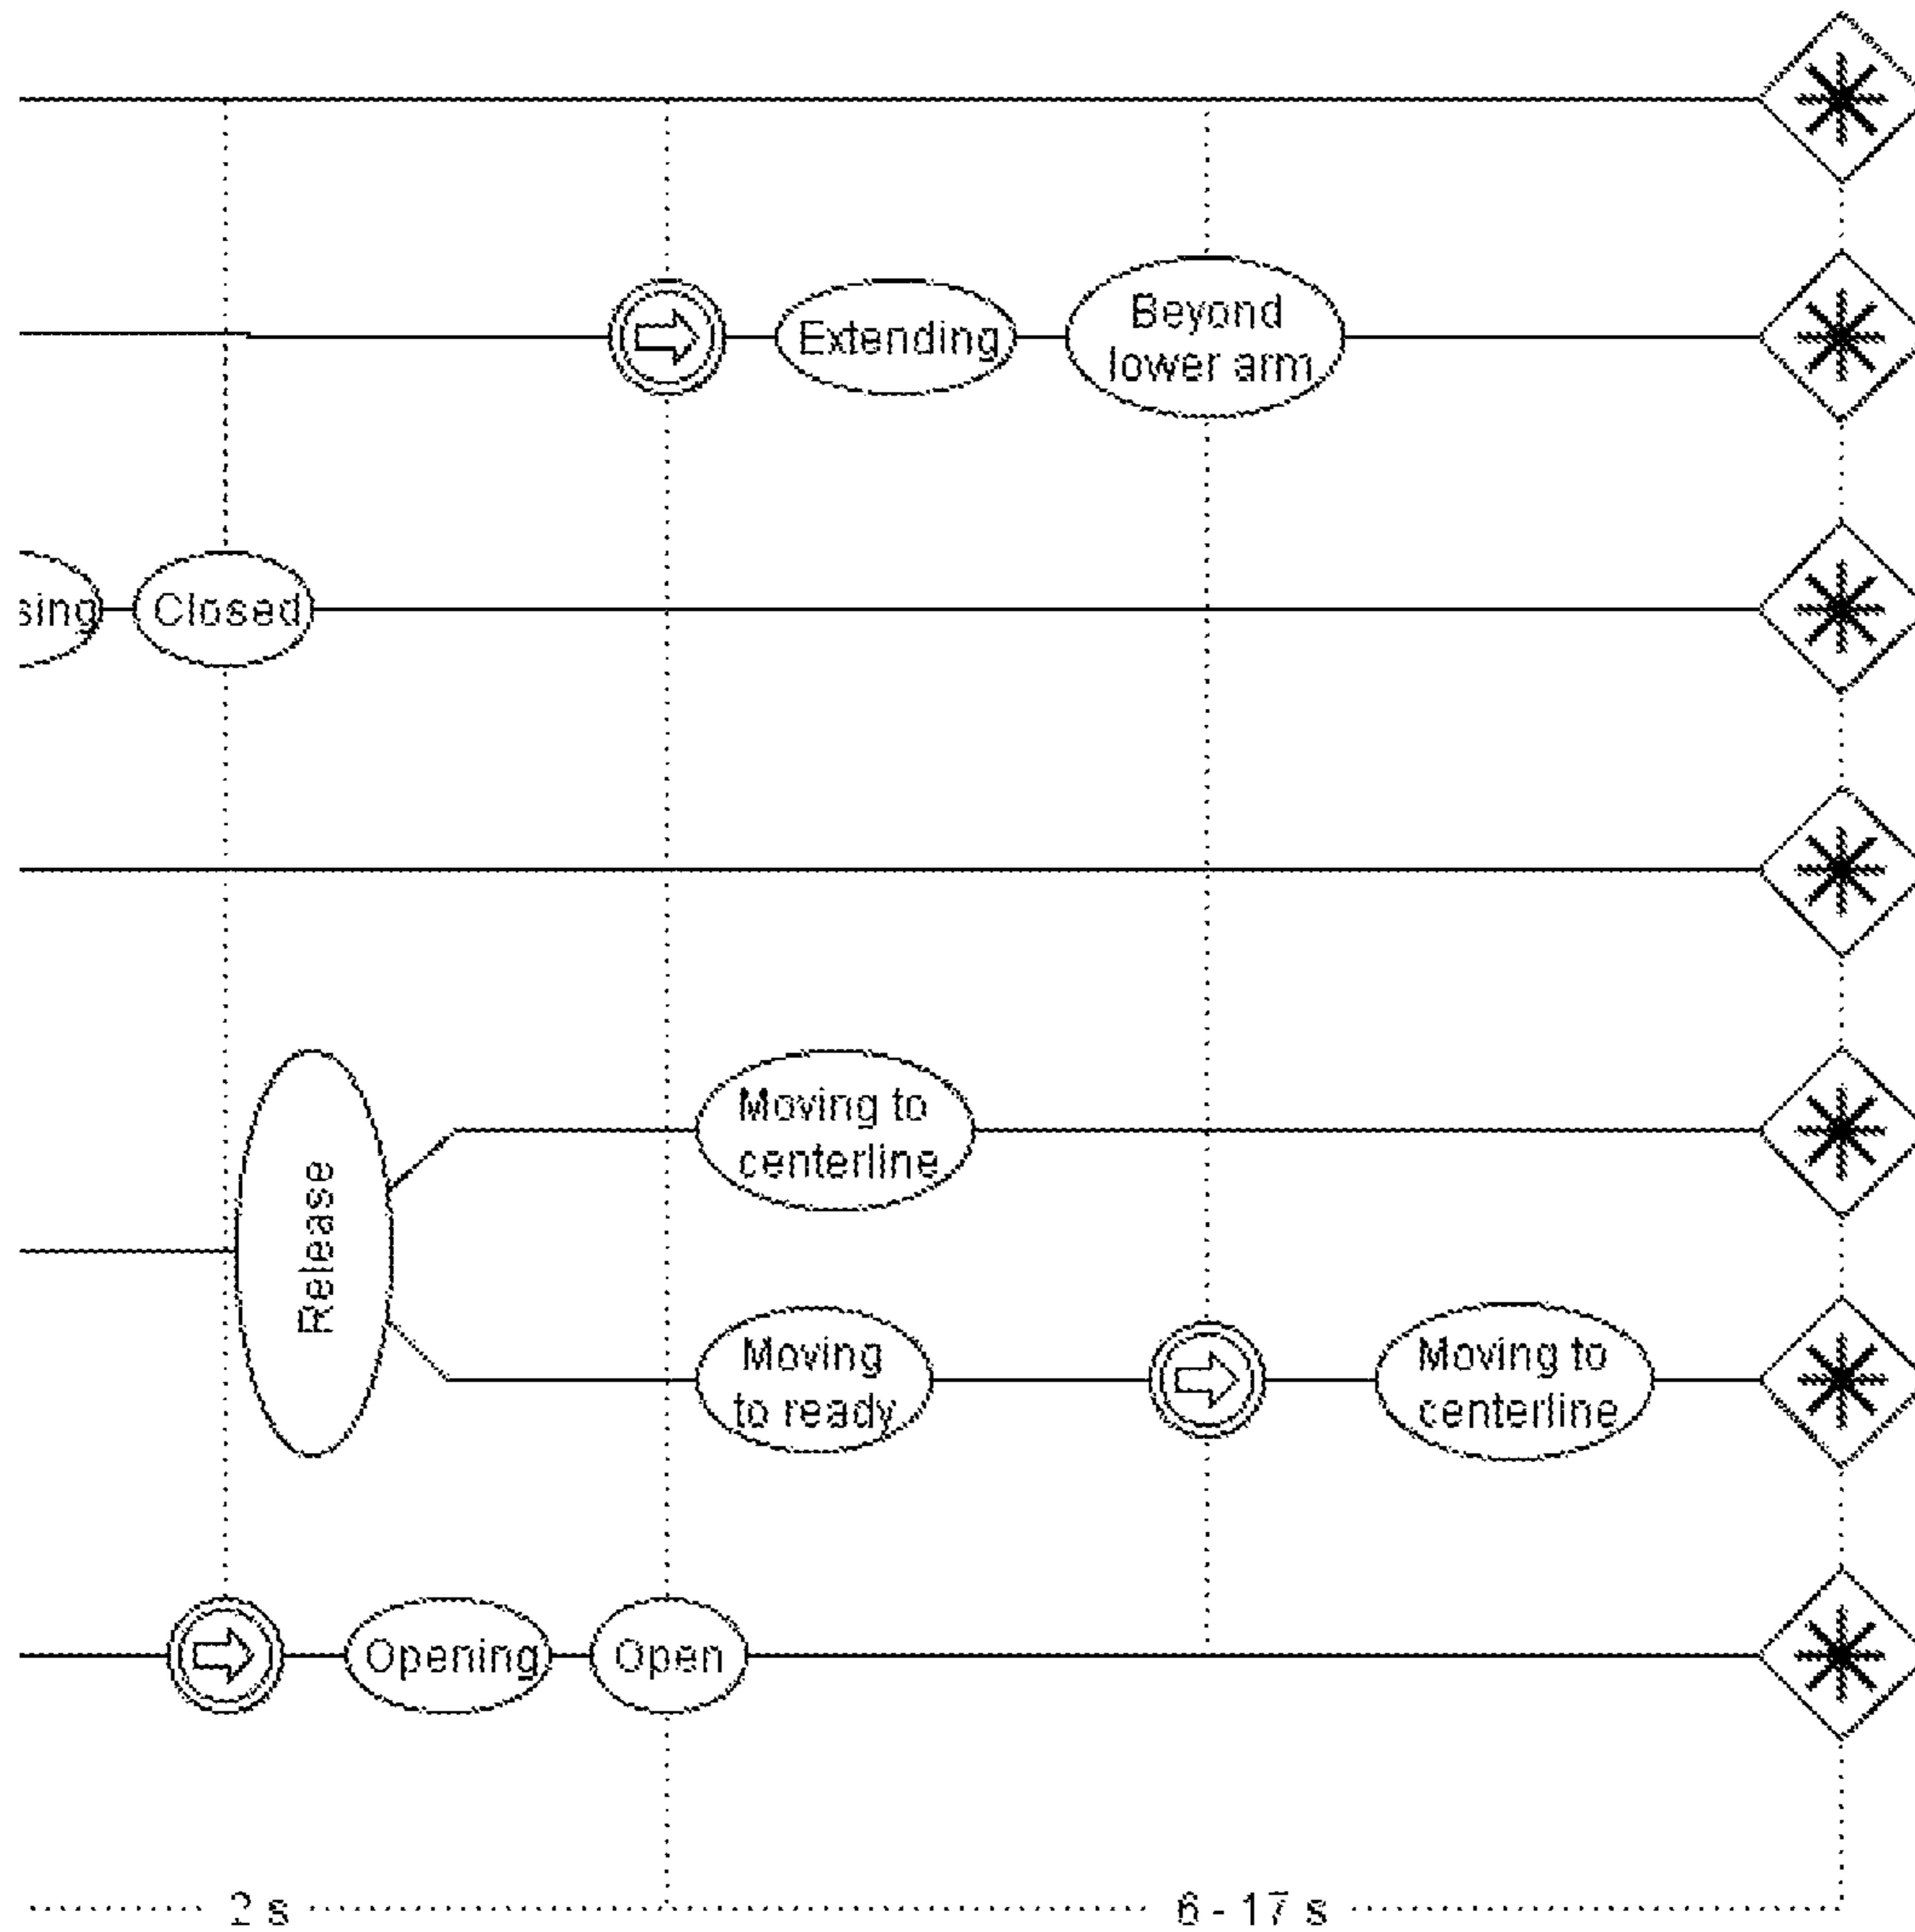 Extending
Beyond
lower arm
sing
Closed
Moving to
centerline
Release
Moving
to ready
Moving to
centerline
Opening
Open
2 s
6 - 17 s